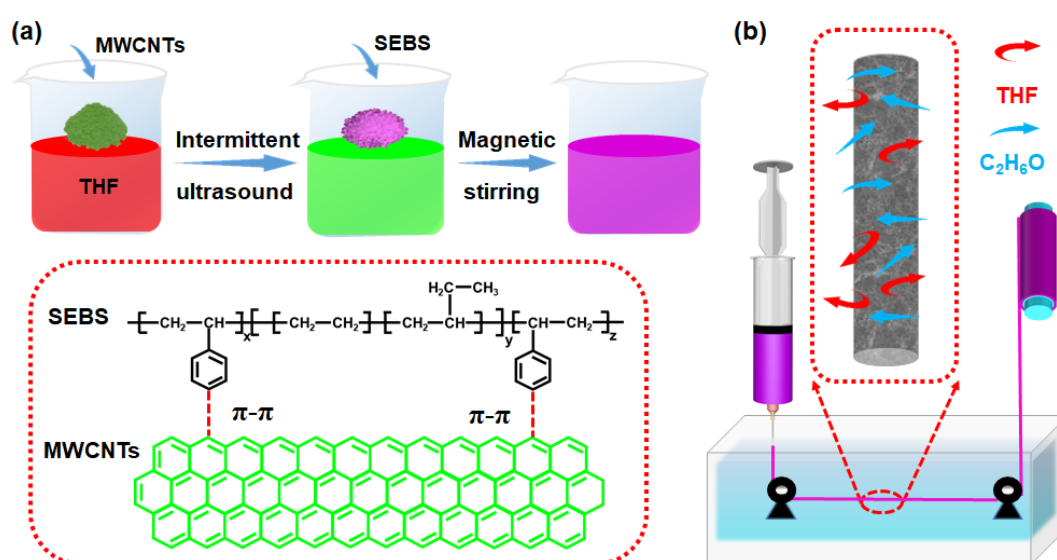 (a)
MWCNTs
SEBS
THF
Intermittent
ultrasound
Magnetic
stirring
SEBS
H₂C—CH₃
[CH₂—CH]x[CH₂—CH₂][CH₂—CH]y[CH—CH₂]z
π-π
π-π
MWCNTs
(b)
THF
C₂H₆O